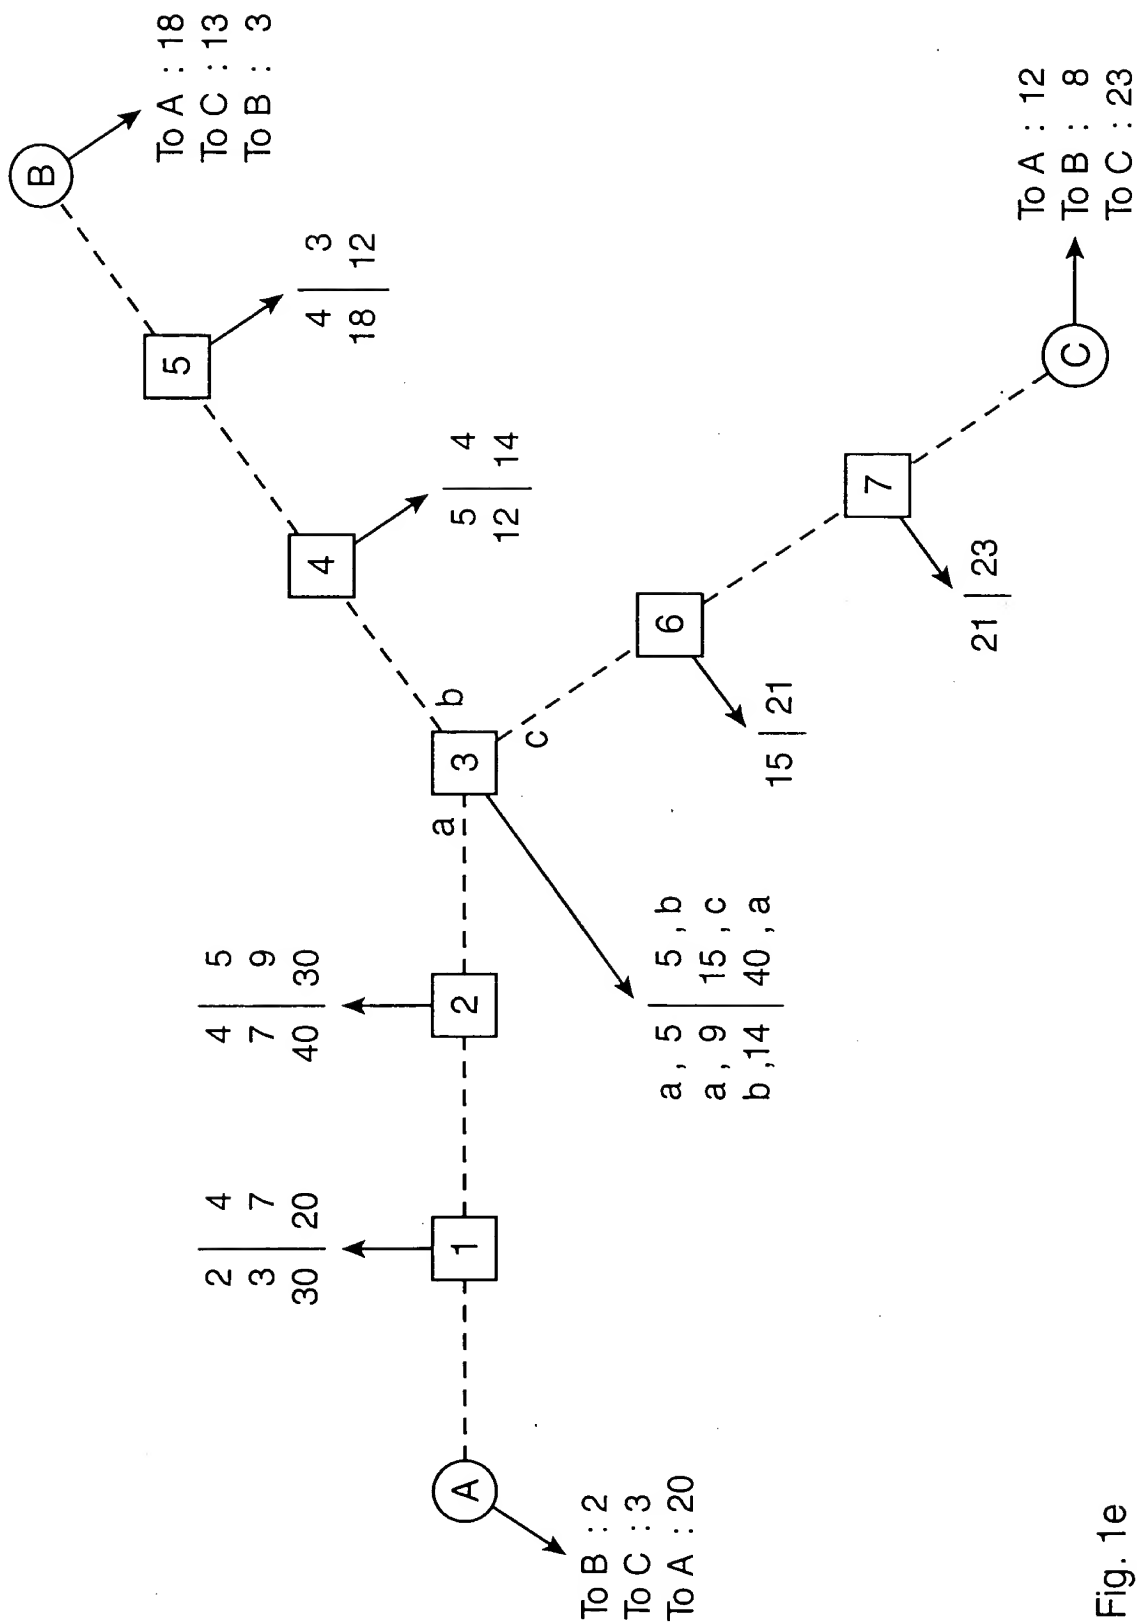 B
To A : 18
To C : 13
To B : 3
5
4 | 3
18 | 12
4
5 | 4
12 | 14
b
3
a
c
a, 5 | 5, b
a, 9 | 15, c
b, 14 | 40, a
2
4 | 5
7 | 9
40 | 30
1
2 | 4
3 | 7
30 | 20
A
To B : 2
To C : 3
To A : 20
6
15 | 21
7
21 | 23
C
To A : 12
To B : 8
To C : 23
Fig. 1e